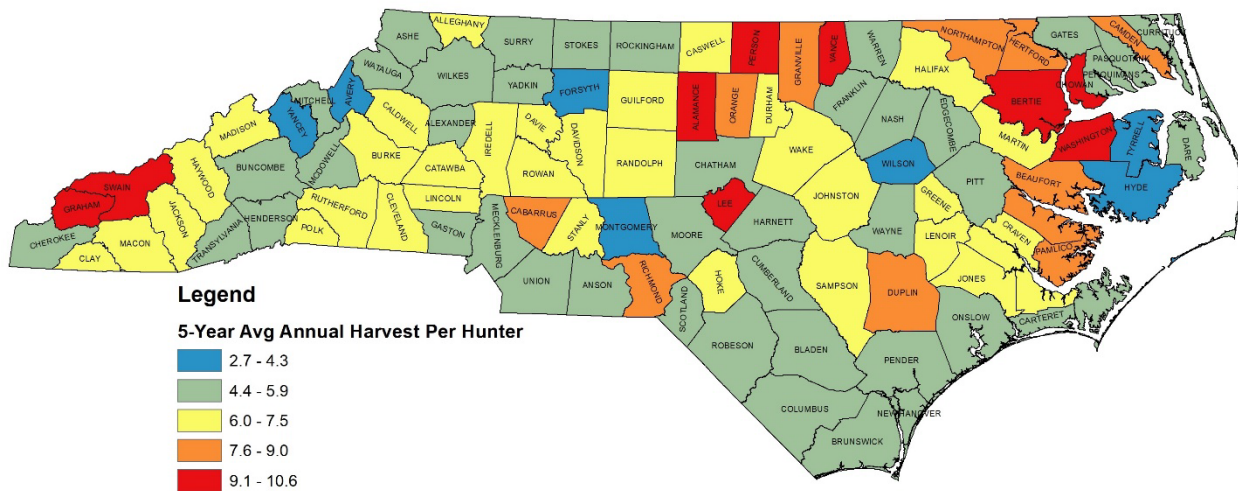 ALLEGHANY
ASHE
SURRY
STOKES
ROCKINGHAM
CASWELL
PERSON
GRANVILLE
VANCE
WARREN
NORTHAMPTON
HERTFORD
GATES
CAMDEN
CURRITUCK
PASQUOTANK
PERQUIMANS
CHOWAN
WATAUGA
WILKES
YADKIN
FORSYTH
GUILFORD
ALAMANCE
ORANGE
DURHAM
FRANKLIN
HALIFAX
BERTIE
MITCHELL
AVERY
YANCEY
CALDWELL
ALEXANDER
IREDELL
DAVIE
DAVIDSON
RANDOLPH
CHATHAM
WAKE
NASH
EDGECOMBE
MARTIN
WASHINGTON
TYRRELL
DARE
MADISON
BUNCOMBE
MCDOWELL
BURKE
CATAWBA
ROWAN
WILSON
PITT
BEAUFORT
HYDE
HAYWOOD
SWAIN
GRAHAM
JACKSON
RUTHERFORD
LINCOLN
CLEVELAND
CABARRUS
STANLY
MONTGOMERY
MOORE
LEE
HARNETT
JOHNSTON
GREENE
WAYNE
LENOIR
CRAVEN
PAMLICO
CHEROKEE
CLAY
MACON
TRANSYLVANIA
HENDERSON
POLK
GASTON
MECKLENBURG
UNION
ANSON
RICHMOND
SCOTLAND
HOKE
CUMBERLAND
SAMPSON
DUPLIN
JONES
ONSLOW
CARTERET
ROBESON
BLADEN
PENDER
COLUMBUS
NEW HANOVER
BRUNSWICK
Legend
5-Year Avg Annual Harvest Per Hunter
2.7 - 4.3
4.4 - 5.9
6.0 - 7.5
7.6 - 9.0
9.1 - 10.6